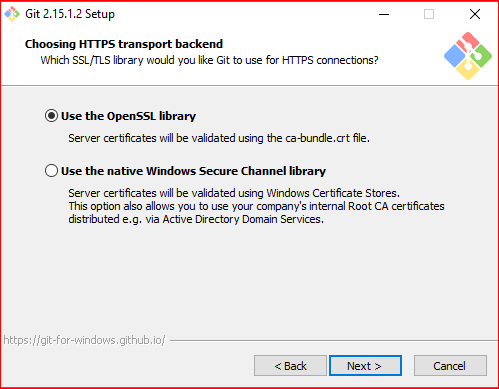 Git 2.15.1.2 Setup
Choosing HTTPS transport backend
Which SSL/TLS library would you like Git to use for HTTPS connections?
Use the OpenSSL library
Server certificates will be validated using the ca-bundle.crt file.
Use the native Windows Secure Channel library
Server certificates will be validated using Windows Certificate Stores.
This option also allows you to use your company's internal Root CA certificates
distributed e.g. via Active Directory Domain Services.
https://git-for-windows.github.io/
< Back
Next >
Cancel